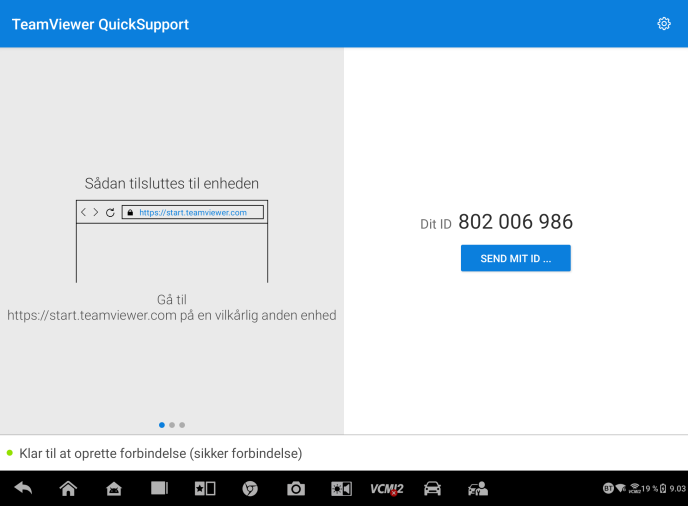 TeamViewer QuickSupport
Sådan tilsluttes til enheden
https://start.teamviewer.com
Gå til
https://start.teamviewer.com på en vilkårlig anden enhed
Dit ID 802 006 986
SEND MIT ID ...
Klar til at oprette forbindelse (sikker forbindelse)
VCMI2
BT 19 % 9.03